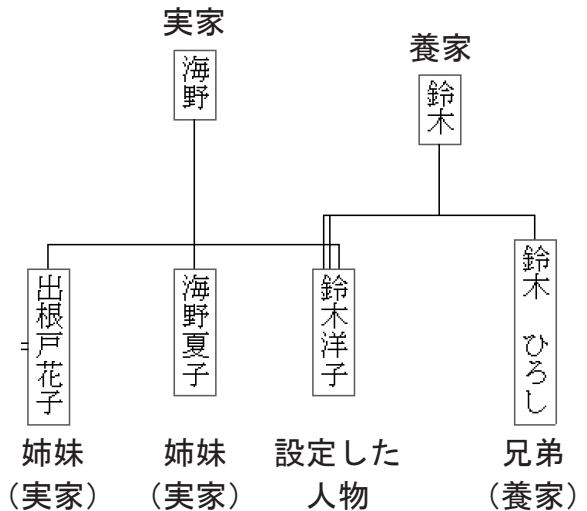 実家
養家
海野
鈴木
出根戸花子
海野夏子
鈴木洋子
鈴木 ひろし
姉妹
(実家)
姉妹
(実家)
設定した
人物
兄弟
(養家)